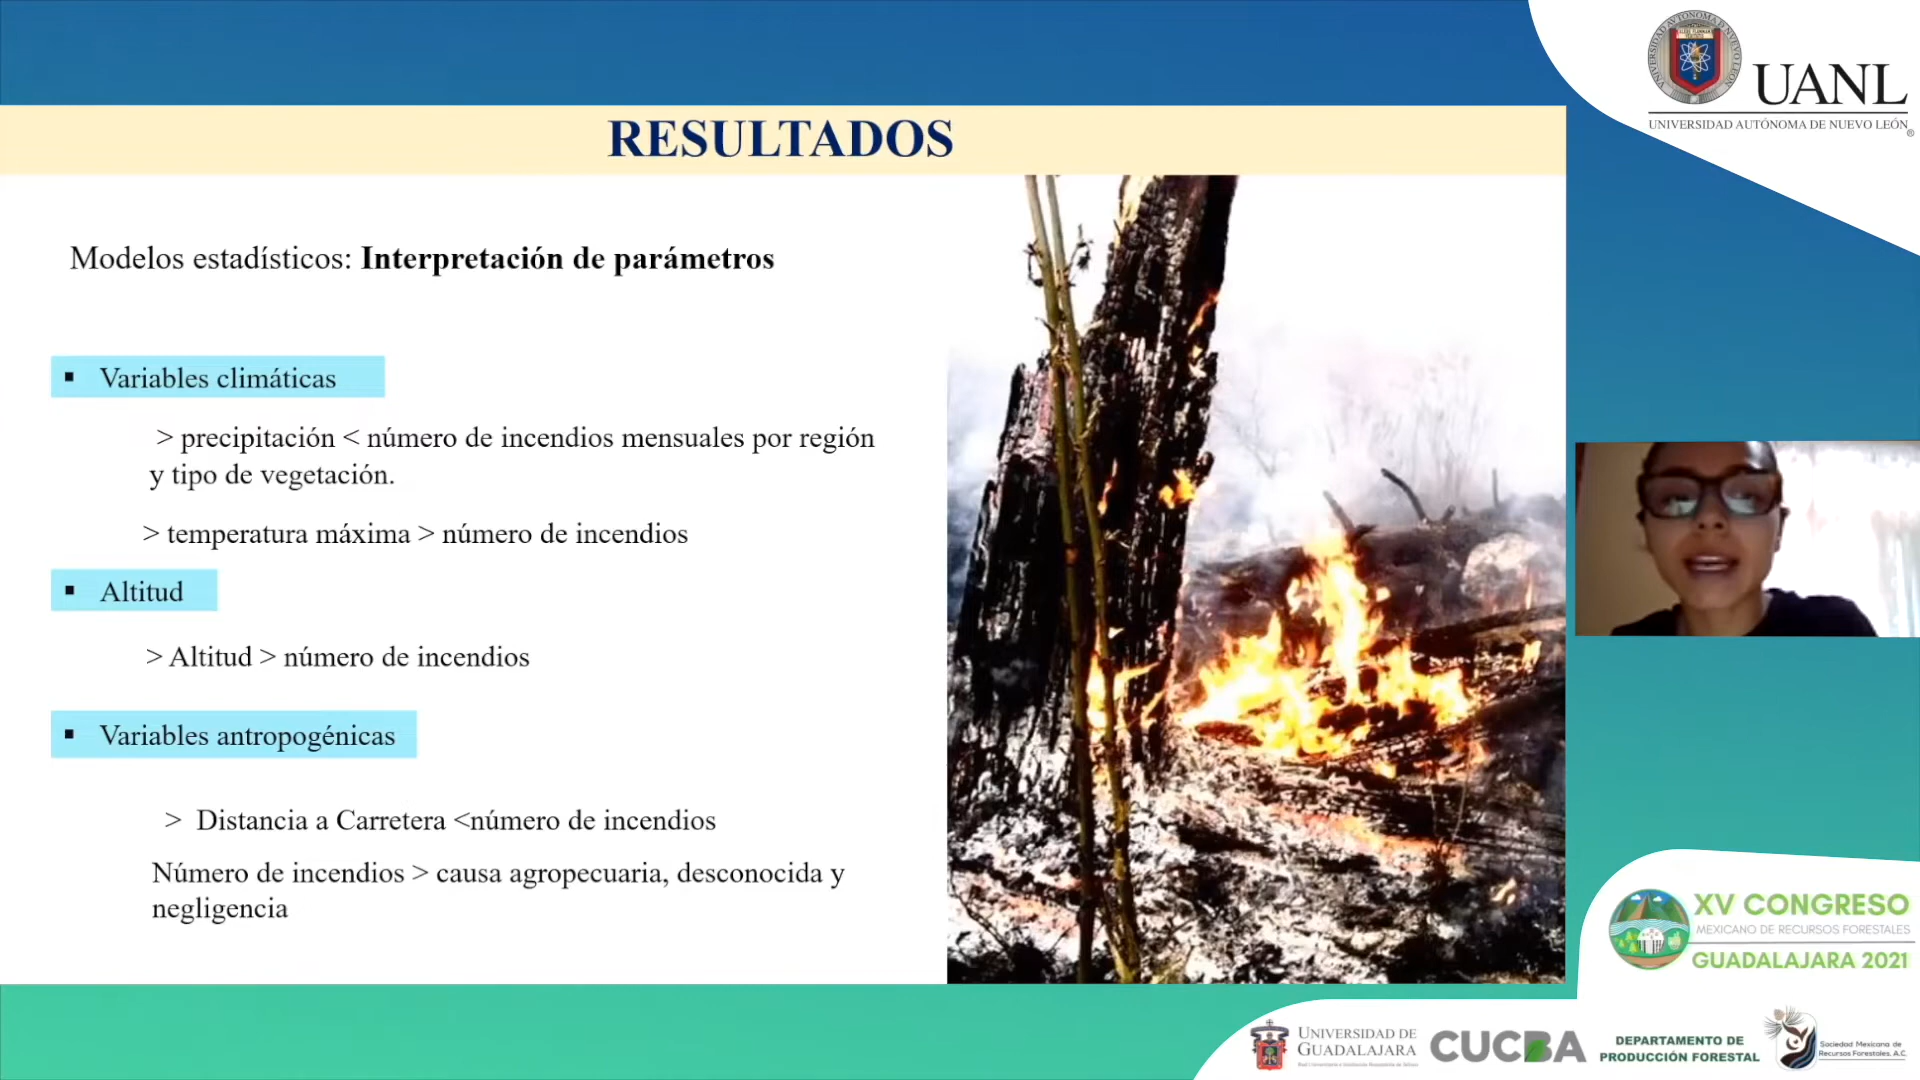 UANL
UNIVERSIDAD AUTÓNOMA DE NUEVO LEÓN
®
RESULTADOS
Modelos estadísticos: Interpretación de parámetros
▪ Variables climáticas
> precipitación < número de incendios mensuales por región
y tipo de vegetación.
> temperatura máxima > número de incendios
▪ Altitud
> Altitud > número de incendios
▪ Variables antropogénicas
> Distancia a Carretera <número de incendios
Número de incendios > causa agropecuaria, desconocida y
negligencia
XV CONGRESO
MEXICANO DE RECURSOS FORESTALES
GUADALAJARA 2021
UNIVERSIDAD DE
GUADALAJARA
CUCBA
DEPARTAMENTO DE
PRODUCCIÓN FORESTAL
Sociedad Mexicana de
Recursos Forestales, A.C.